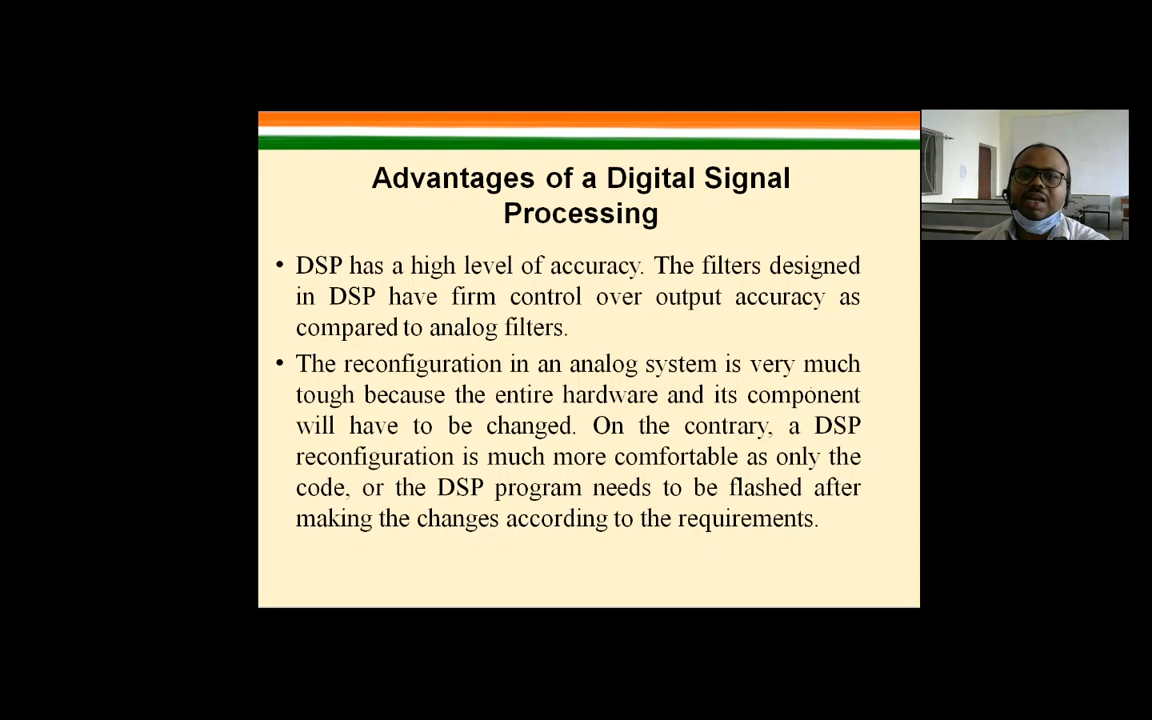 Advantages of a Digital Signal
Processing
• DSP has a high level of accuracy. The filters designed
in DSP have firm control over output accuracy as
compared to analog filters.
• The reconfiguration in an analog system is very much
tough because the entire hardware and its component
will have to be changed. On the contrary, a DSP
reconfiguration is much more comfortable as only the
code, or the DSP program needs to be flashed after
making the changes according to the requirements.